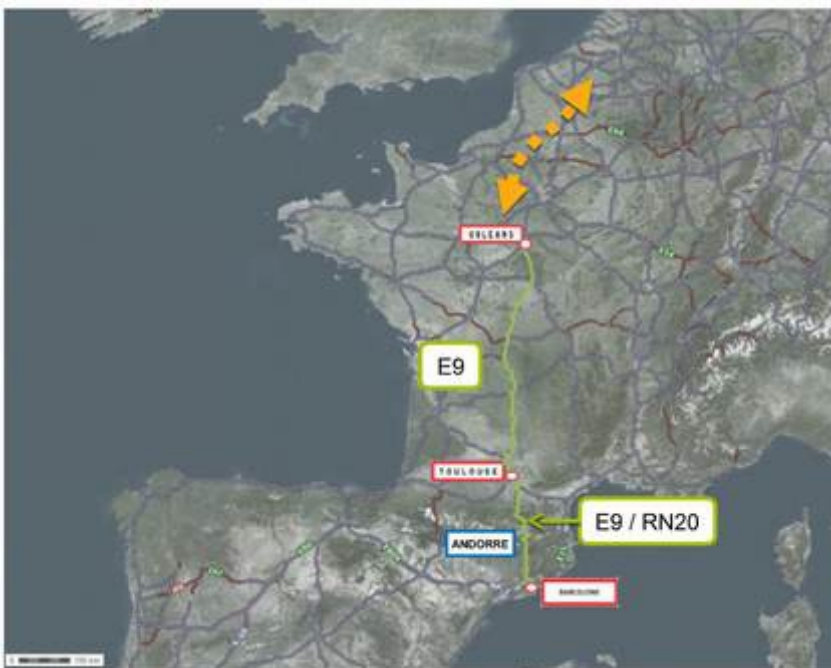 ORLEANS
E9
TOULOUSE
E9 / RN20
ANDORRE
BARCELONE